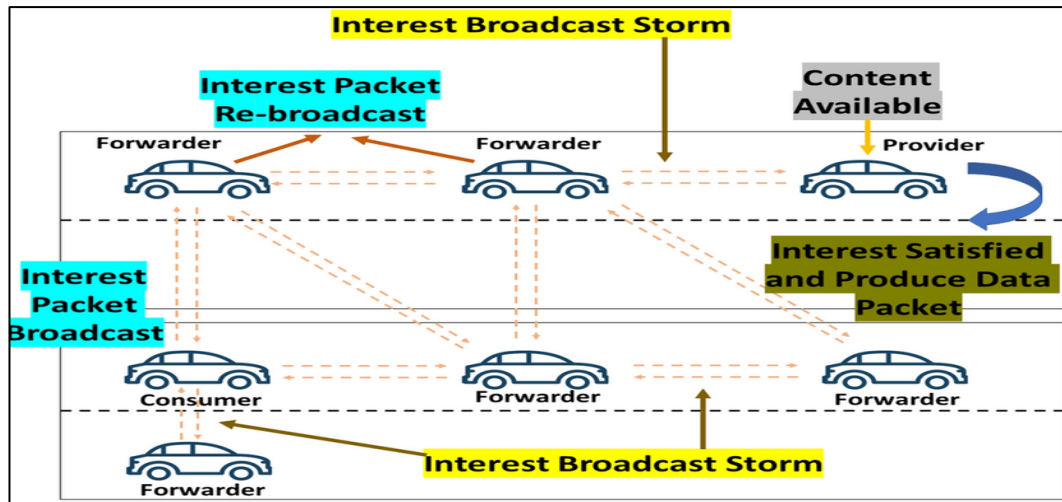 Interest Broadcast Storm
Interest Packet
Re-broadcast
Content
Available
Forwarder
Forwarder
Provider
Interest
Packet
Broadcast
Interest Satisfied
and Produce Data
Packet
Consumer
Forwarder
Forwarder
Interest Broadcast Storm
Forwarder